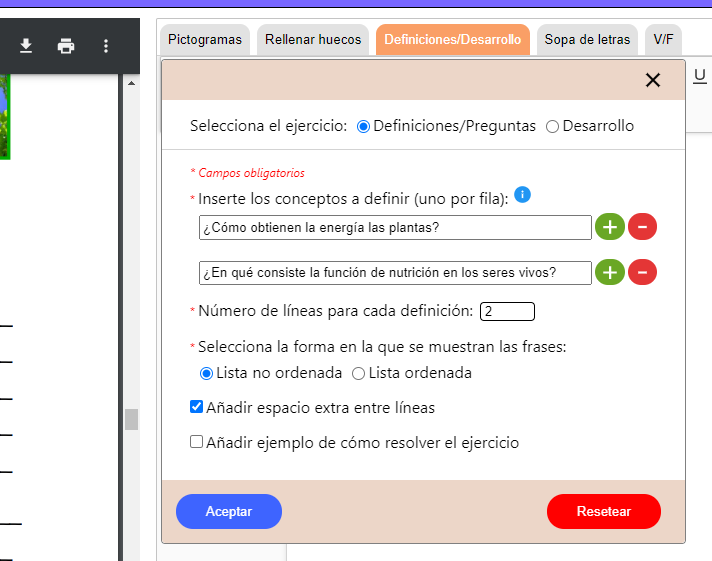 Pictogramas Rellenar huecos Definiciones/Desarrollo Sopa de letras V/F
U
Selecciona el ejercicio: Definiciones/Preguntas Desarrollo
* Campos obligatorios
* Inserte los conceptos a definir (uno por fila): i
¿Cómo obtienen la energía las plantas? + -
¿En qué consiste la función de nutrición en los seres vivos? + -
* Número de líneas para cada definición: 2
* Selecciona la forma en la que se muestran las frases:
Lista no ordenada Lista ordenada
Añadir espacio extra entre líneas
Añadir ejemplo de cómo resolver el ejercicio
Aceptar Resetear